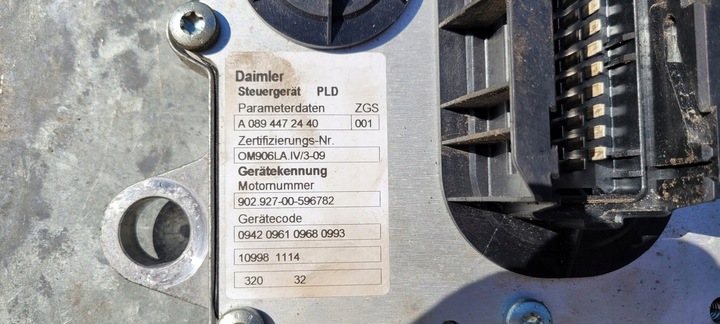 Daimler
Steuergerät PLD
Parameterdaten ZGS
A 089 447 24 40 001
Zertifizierungs-Nr.
OM906LA.IV/3-09
Gerätekennung
Motornummer
902.927-00-596782
Gerätecode
0942 0961 0968 0993
10998 1114
320 32